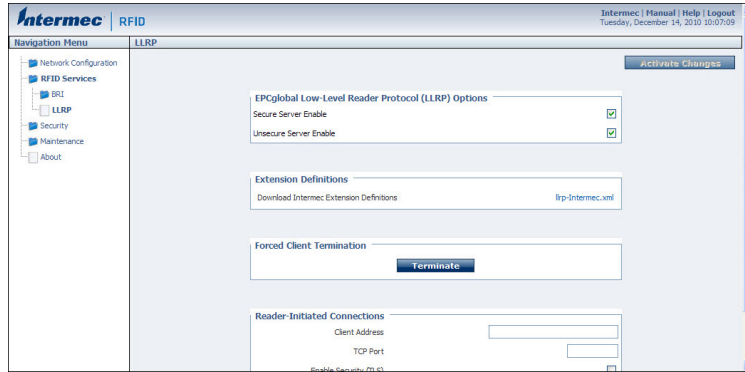 Intermec RFID
Intermec | Manual | Help | Logout
Tuesday, December 14, 2010 10:07:09
Navigation Menu
LLRP
Network Configuration
RFID Services
BRI
LLRP
Security
Maintenance
About
Activate Changes
EPCglobal Low-Level Reader Protocol (LLRP) Options
Secure Server Enable
Unsecure Server Enable
Extension Definitions
Download Intermec Extension Definitions
llrp-Intermec.xml
Forced Client Termination
Terminate
Reader-Initiated Connections
Client Address
TCP Port
Enable Security (TLS)